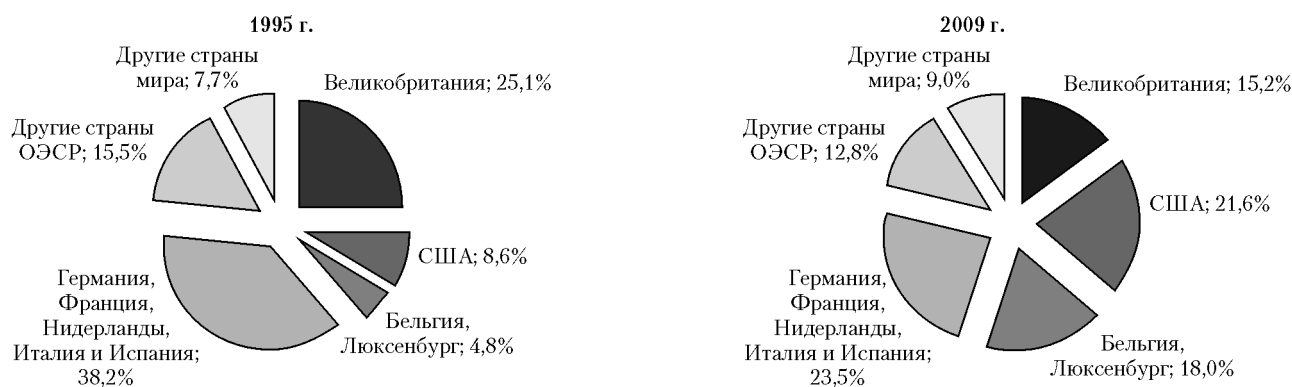 1995 г.
Другие страны
мира; 7,7%
Великобритания; 25,1%
Другие страны
ОЭСР; 15,5%
США; 8,6%
Германия,
Франция,
Нидерланды,
Италия и Испания;
38,2%
Бельгия,
Люксенбург; 4,8%
2009 г.
Другие страны
мира; 9,0%
Великобритания; 15,2%
Другие страны
ОЭСР; 12,8%
США; 21,6%
Германия,
Франция,
Нидерланды,
Италия и Испания;
23,5%
Бельгия,
Люксенбург; 18,0%